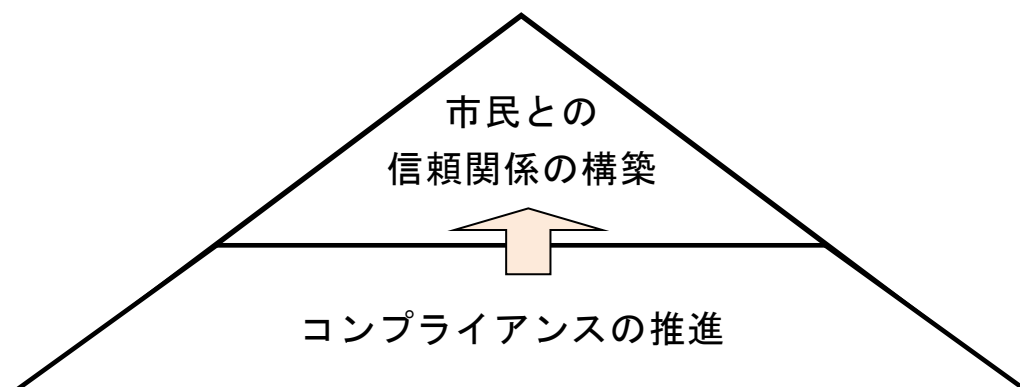 市民との
信頼関係の構築
コンプライアンスの推進